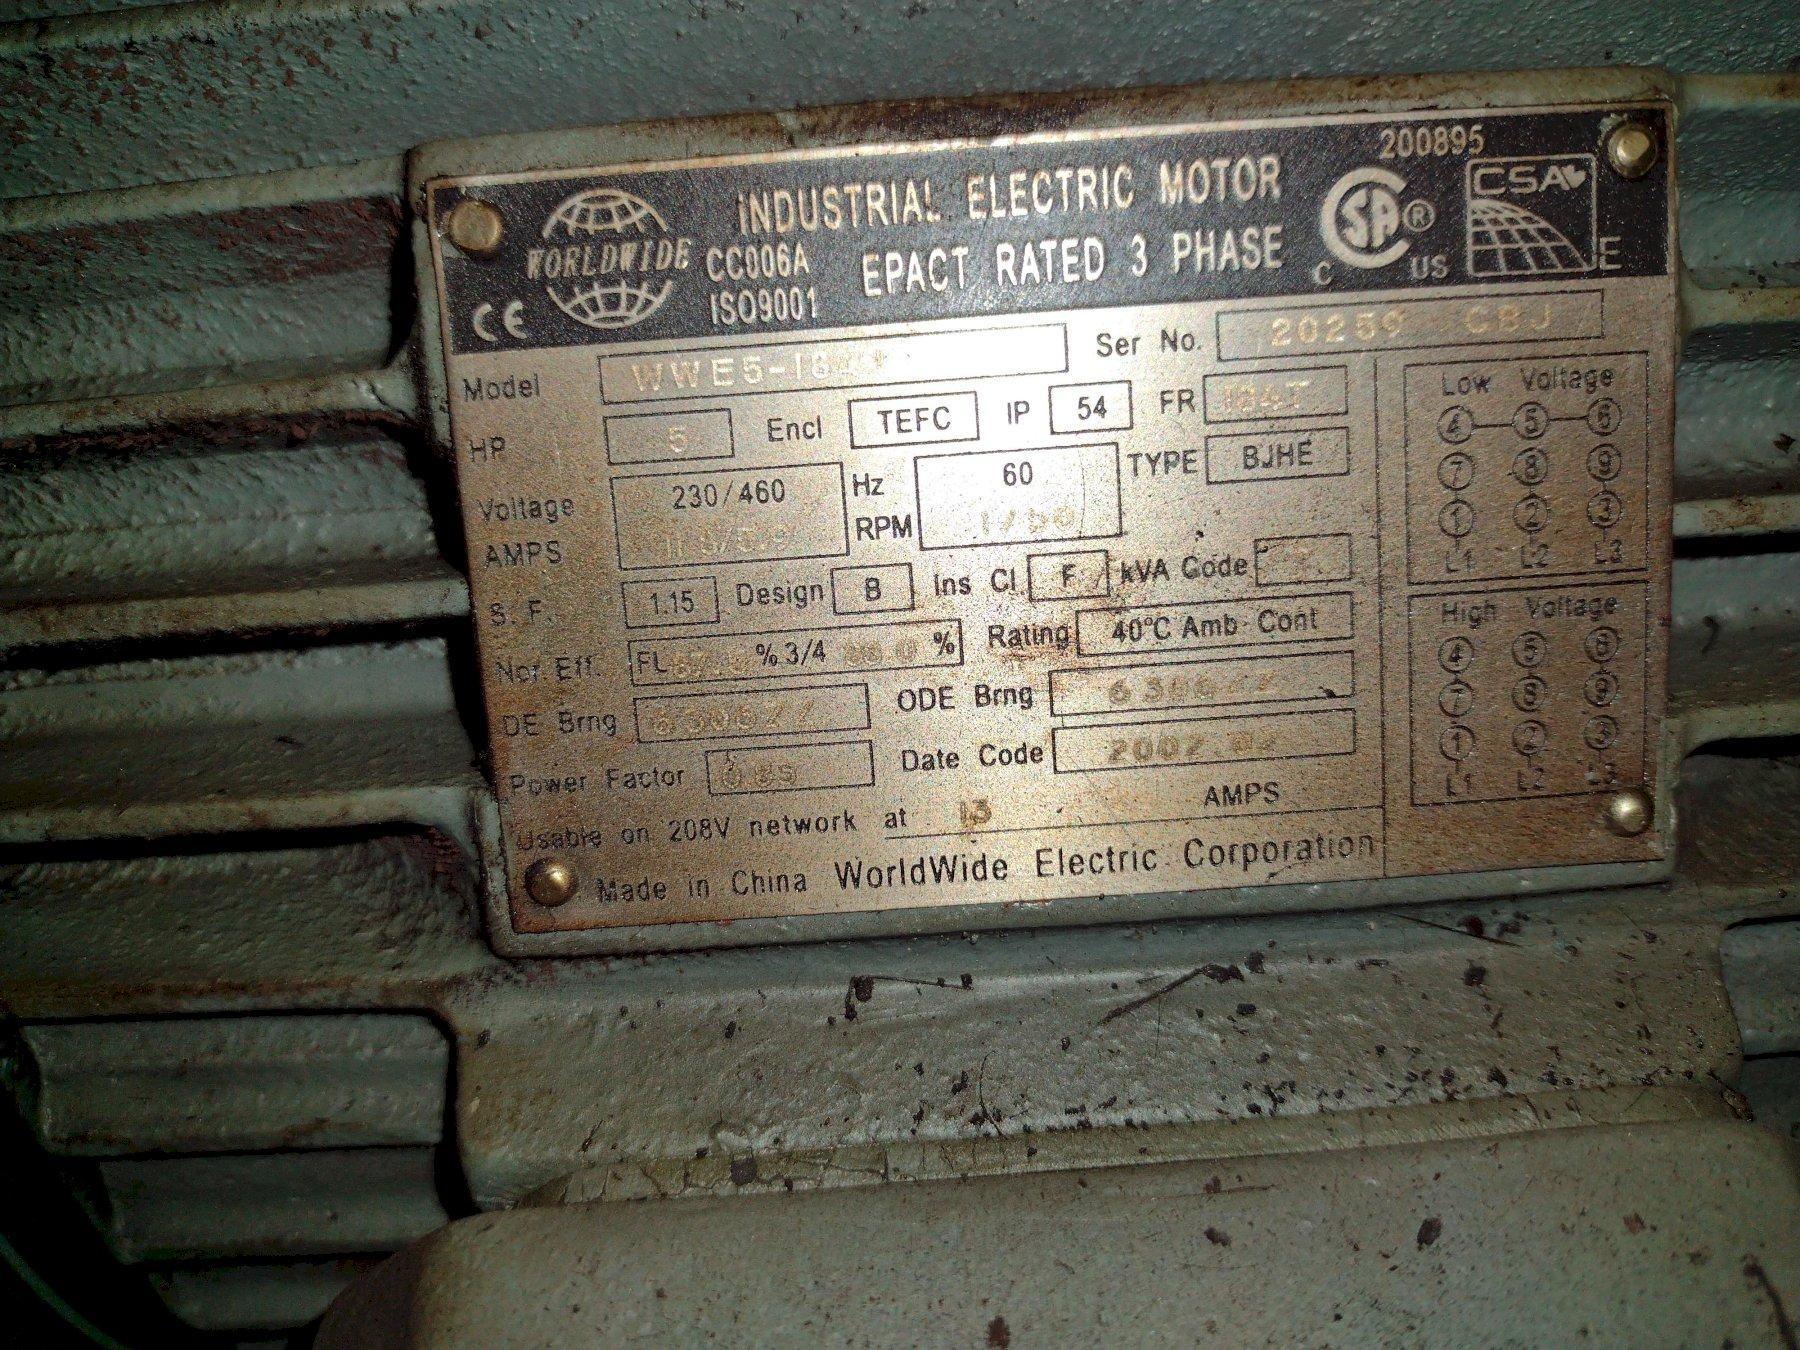 200895
INDUSTRIAL ELECTRIC MOTOR
WORLDWIDE CC006A EPACT RATED 3 PHASE
CE ISO9001
CSA® C US CSA E
Model Ser No. CBJ
HP 5 Encl TEFC IP 54 FR 184T
Voltage 230/460 Hz 60 TYPE BJHE
AMPS RPM
S. F. 1.15 Design B Ins Cl F kVA Code
Nor. Eff. FL % 3/4 % Rating 40°C Amb Cont
DE Brng ODE Brng
Power Factor Date Code
Usable on 208V network at 13 AMPS
Made in China WorldWide Electric Corporation
Low Voltage
4 5 6
7 8 9
1 2 3
L1 L2 L3
High Voltage
4 5 6
7 8 9
1 2 3
L1 L2 L3